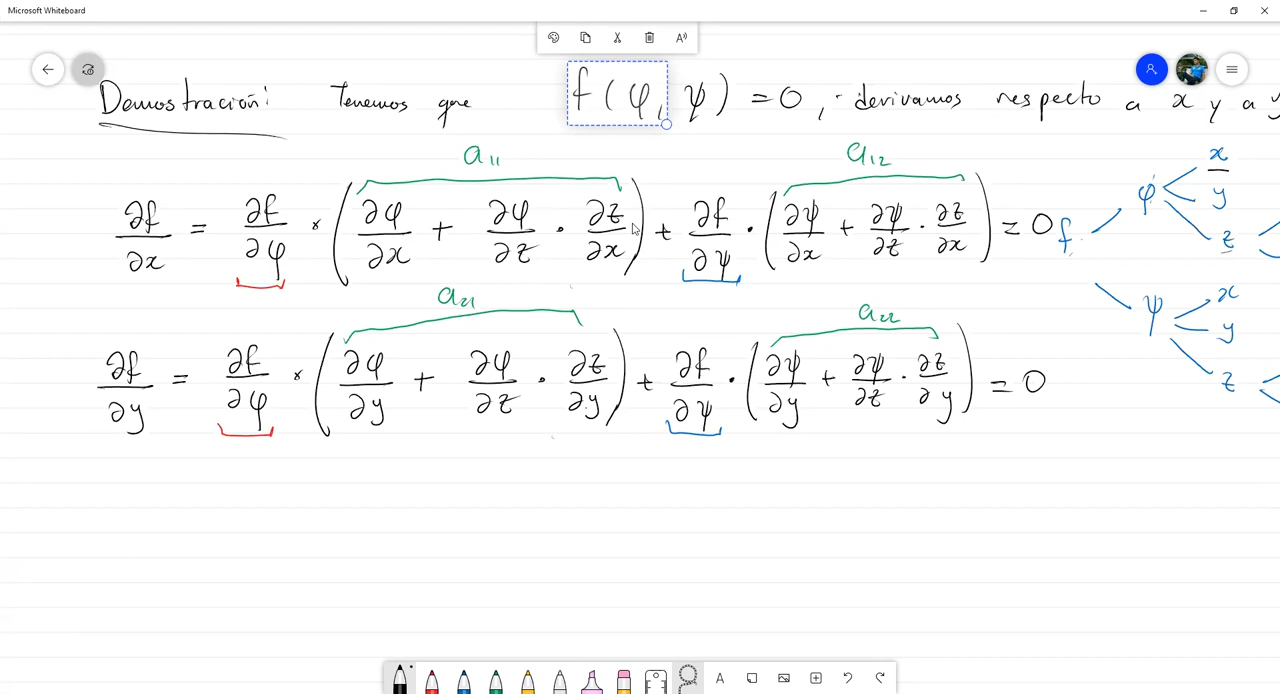 Microsoft Whiteboard
Demostración: Tenemos que f(φ, ψ) = 0, derivamos respecto a x y a y
a₁₁ a₁₂
∂f/∂x = ∂f/∂φ * (∂φ/∂x + ∂φ/∂z · ∂z/∂x) + ∂f/∂ψ · (∂ψ/∂x + ∂ψ/∂z · ∂z/∂x) = 0
a₂₁ a₂₂
∂f/∂y = ∂f/∂φ * (∂φ/∂y + ∂φ/∂z · ∂z/∂y) + ∂f/∂ψ · (∂ψ/∂y + ∂ψ/∂z · ∂z/∂y) = 0
f
φ
x
y
z
ψ
x
y
z
A
A